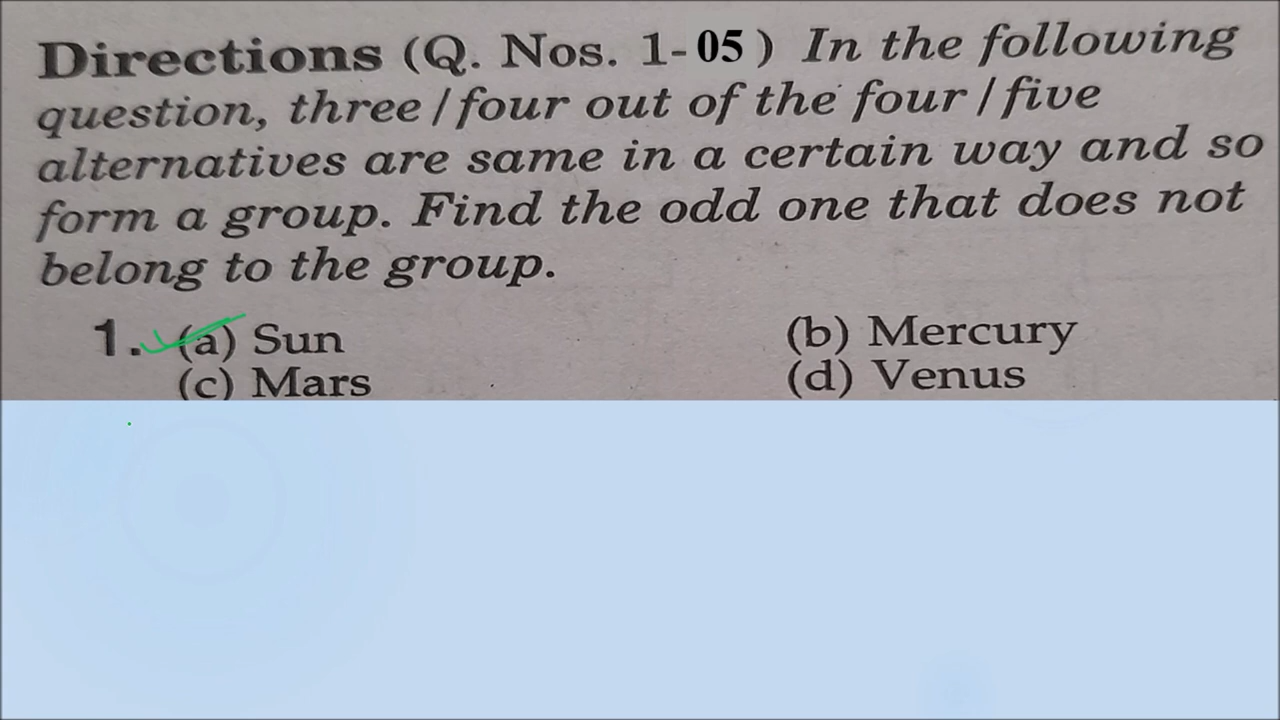 Directions (Q. Nos. 1- 05 ) In the following
question, three/four out of the four/five
alternatives are same in a certain way and so
form a group. Find the odd one that does not
belong to the group.
1. (a) Sun (b) Mercury
(c) Mars (d) Venus